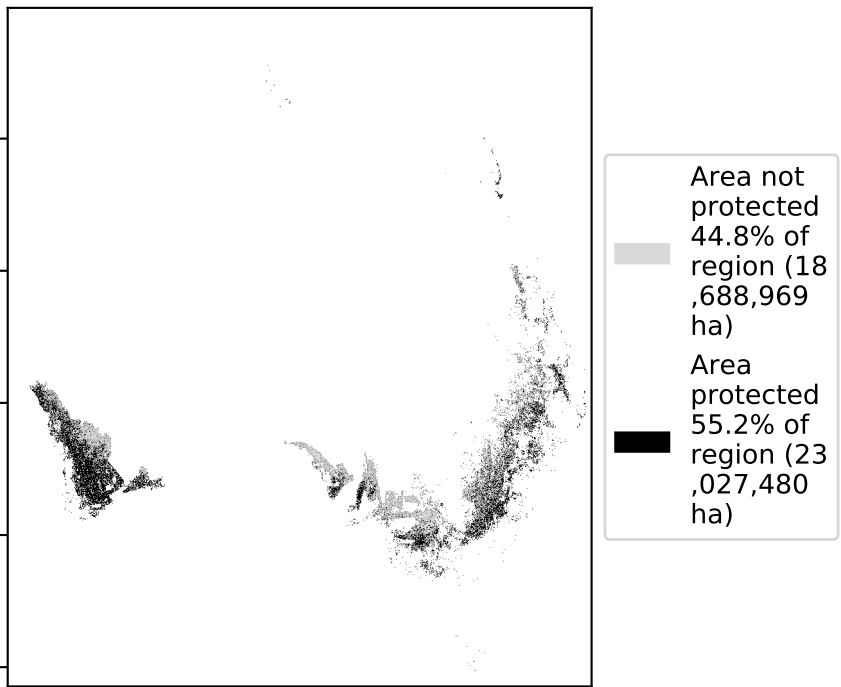 Area not
protected
44.8% of
region (18
,688,969
ha)
Area
protected
55.2% of
region (23
,027,480
ha)